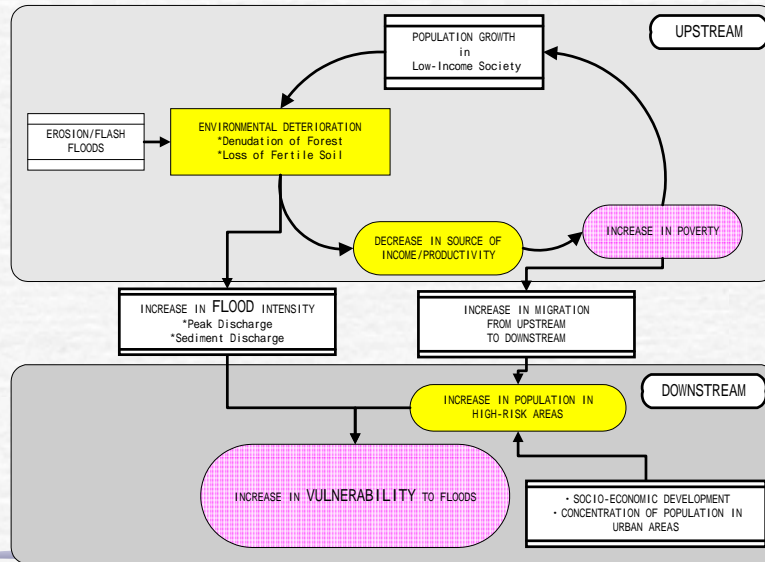 POPULATION GROWTH
in
Low-Income Society
UPSTREAM
EROSION/FLASH
FLOODS
ENVIRONMENTAL DETERIORATION
*Denudation of Forest
*Loss of Fertile Soil
DECREASE IN SOURCE OF
INCOME/PRODUCTIVITY
INCREASE IN POVERTY
INCREASE IN FLOOD INTENSITY
*Peak Discharge
*Sediment Discharge
INCREASE IN MIGRATION
FROM UPSTREAM
TO DOWNSTREAM
DOWNSTREAM
INCREASE IN POPULATION IN
HIGH-RISK AREAS
INCREASE IN VULNERABILITY TO FLOODS
・SOCIO-ECONOMIC DEVELOPMENT
・CONCENTRATION OF POPULATION IN
URBAN AREAS